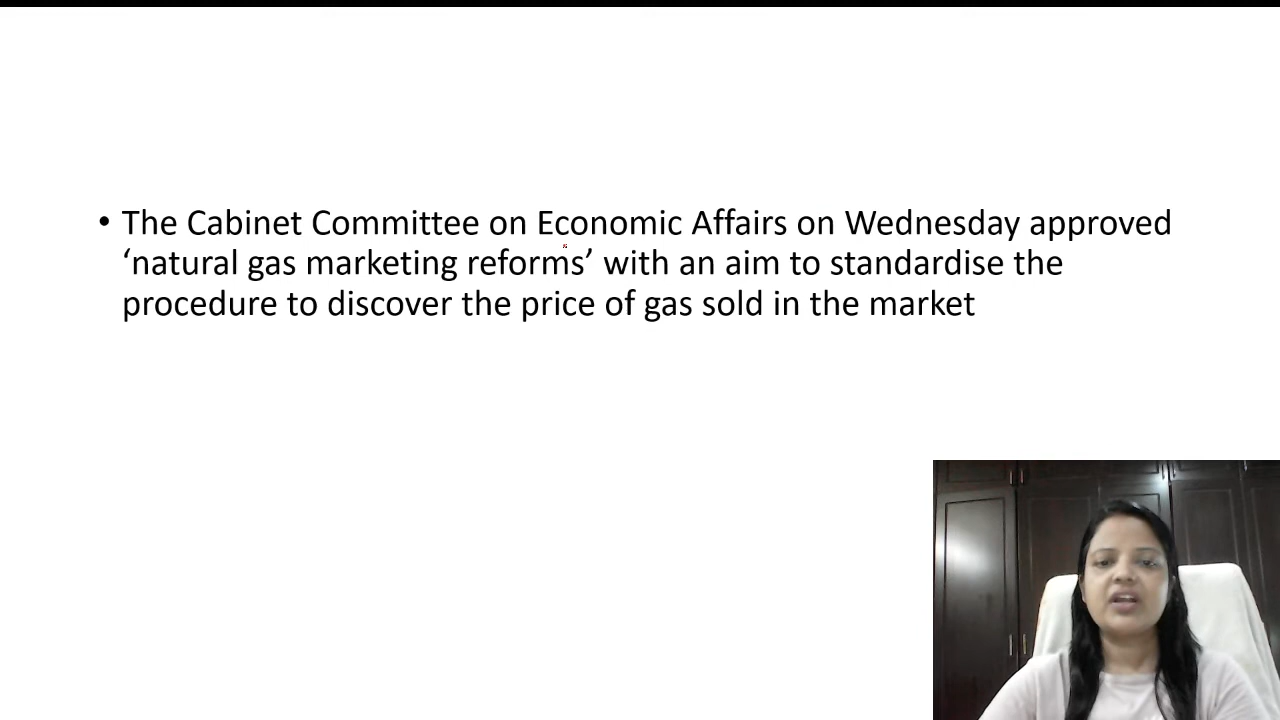 • The Cabinet Committee on Economic Affairs on Wednesday approved
‘natural gas marketing reforms’ with an aim to standardise the
procedure to discover the price of gas sold in the market